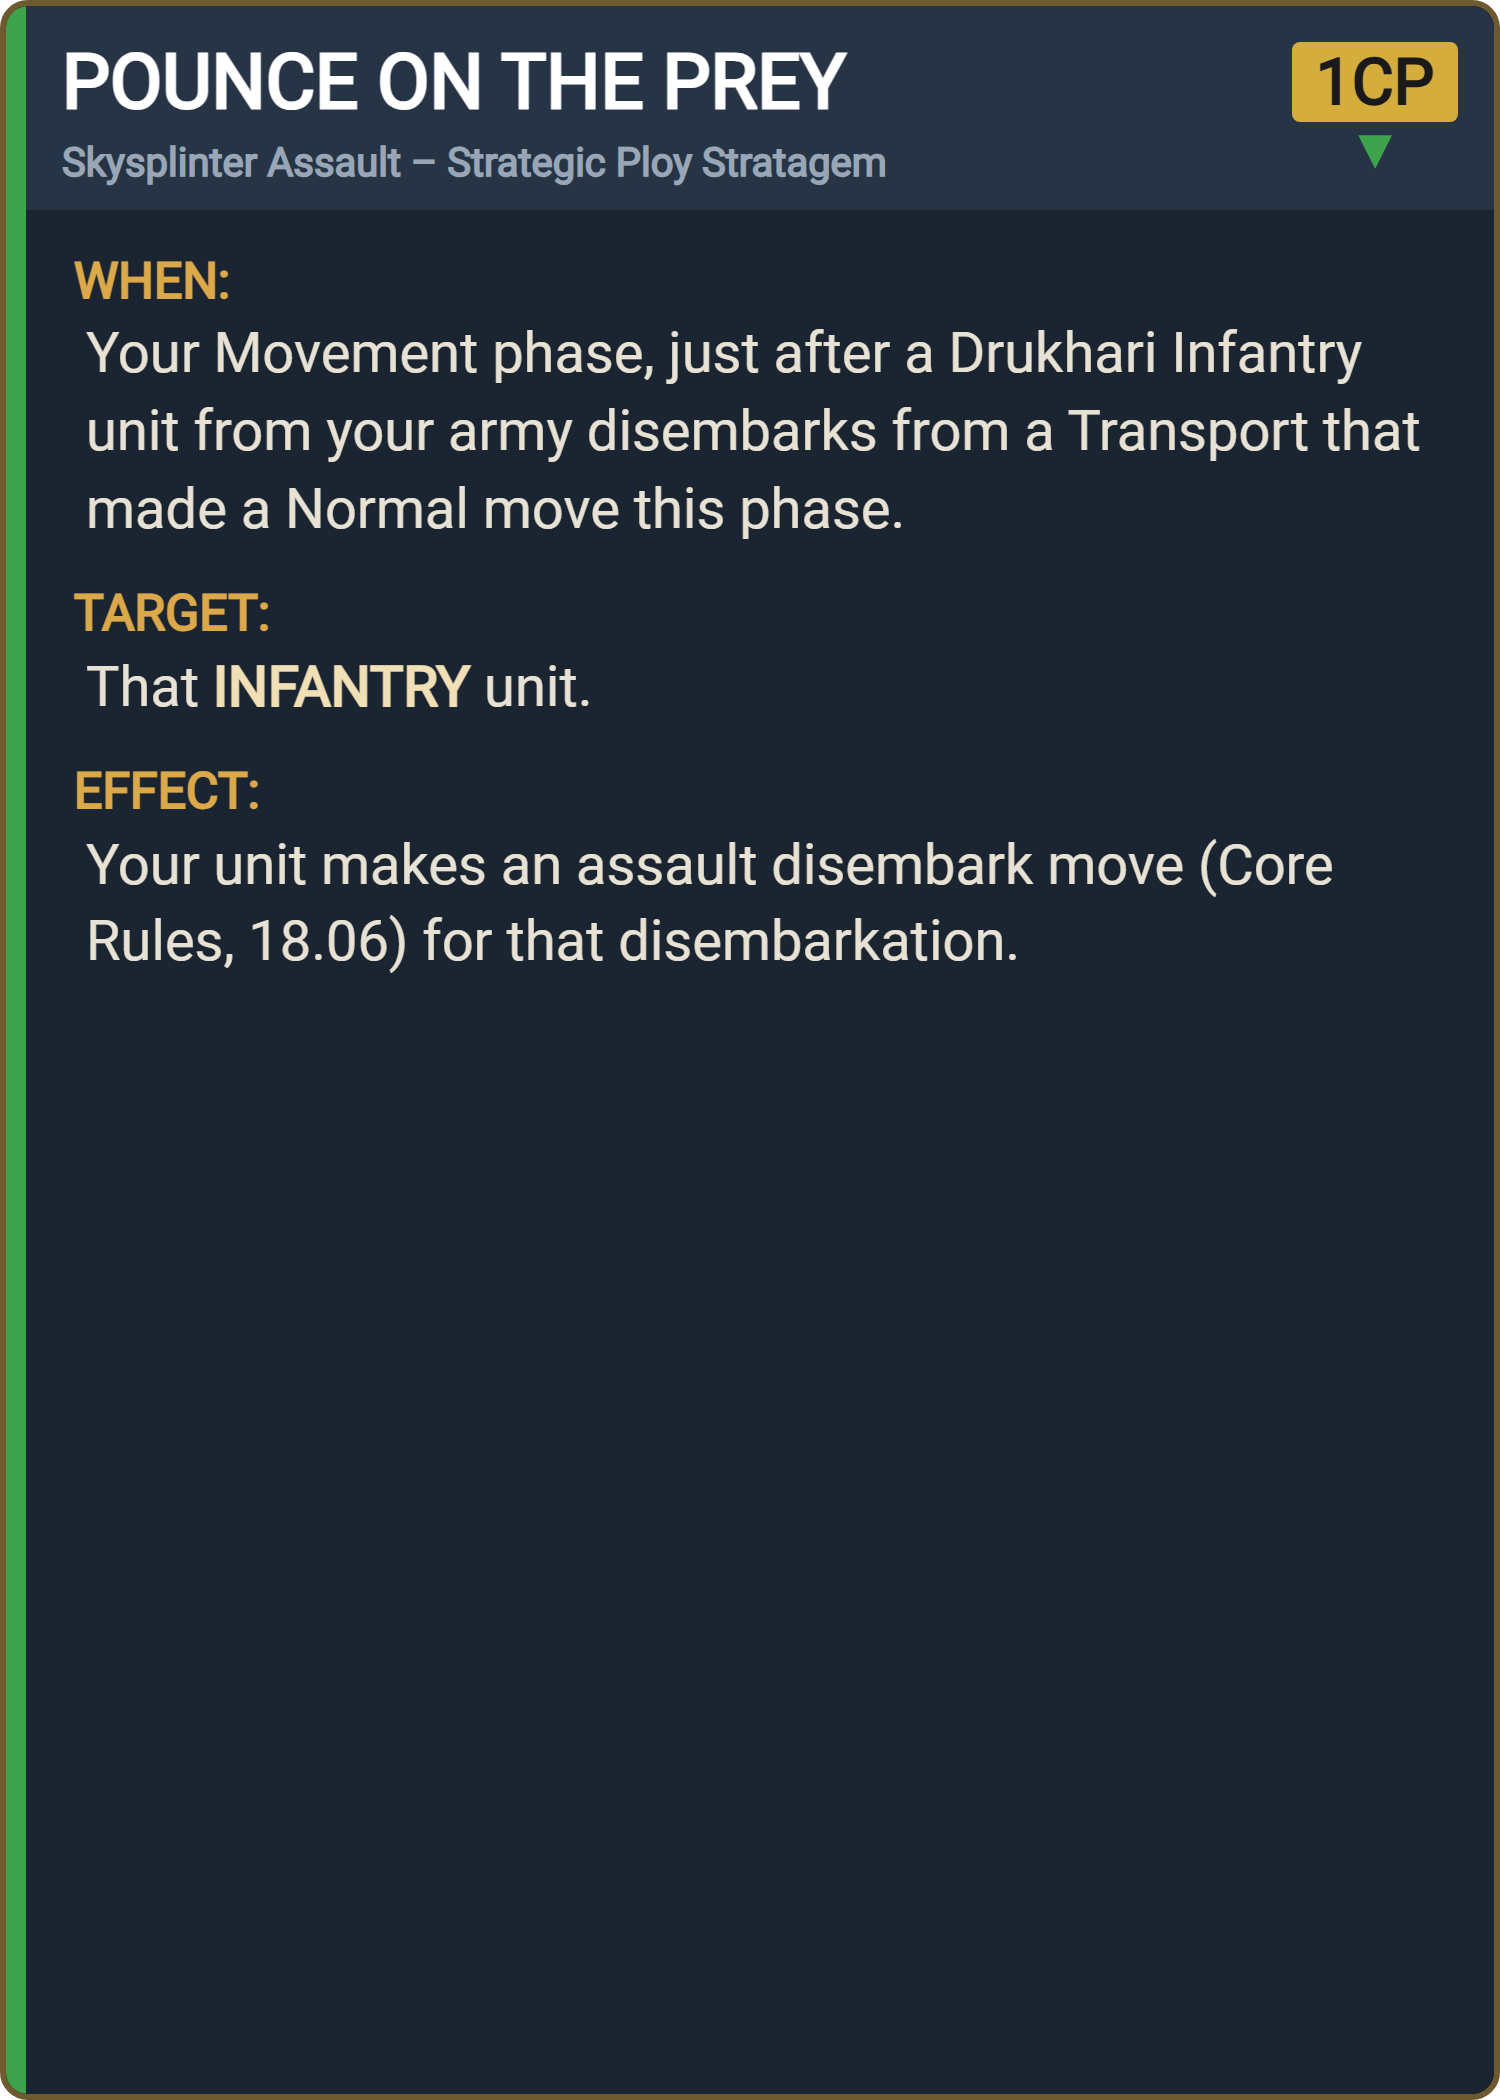 POUNCE ON THE PREY
1CP
Skysplinter Assault – Strategic Ploy Stratagem
WHEN:
Your Movement phase, just after a Drukhari Infantry
unit from your army disembarks from a Transport that
made a Normal move this phase.
TARGET:
That INFANTRY unit.
EFFECT:
Your unit makes an assault disembark move (Core
Rules, 18.06) for that disembarkation.